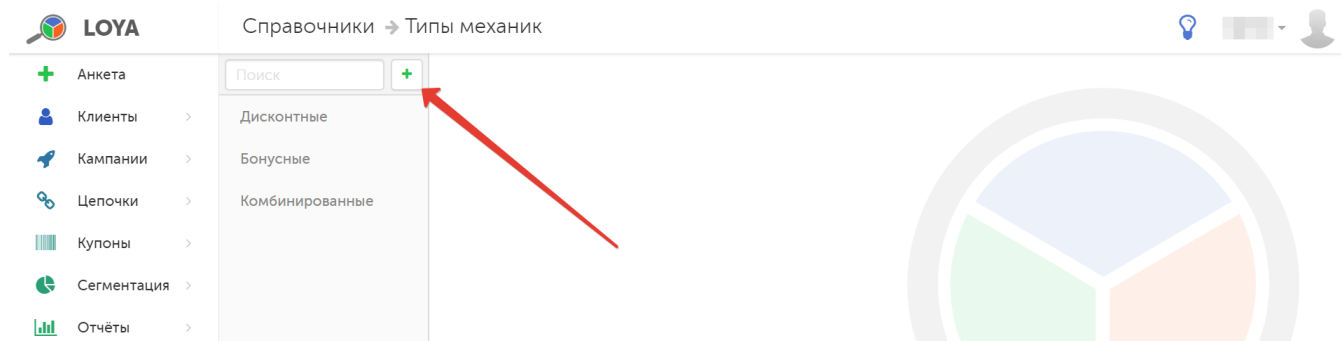 LOYA
Справочники → Типы механик
Анкета
Клиенты
Кампании
Цепочки
Купоны
Сегментация
Отчёты
Поиск
Дисконтные
Бонусные
Комбинированные